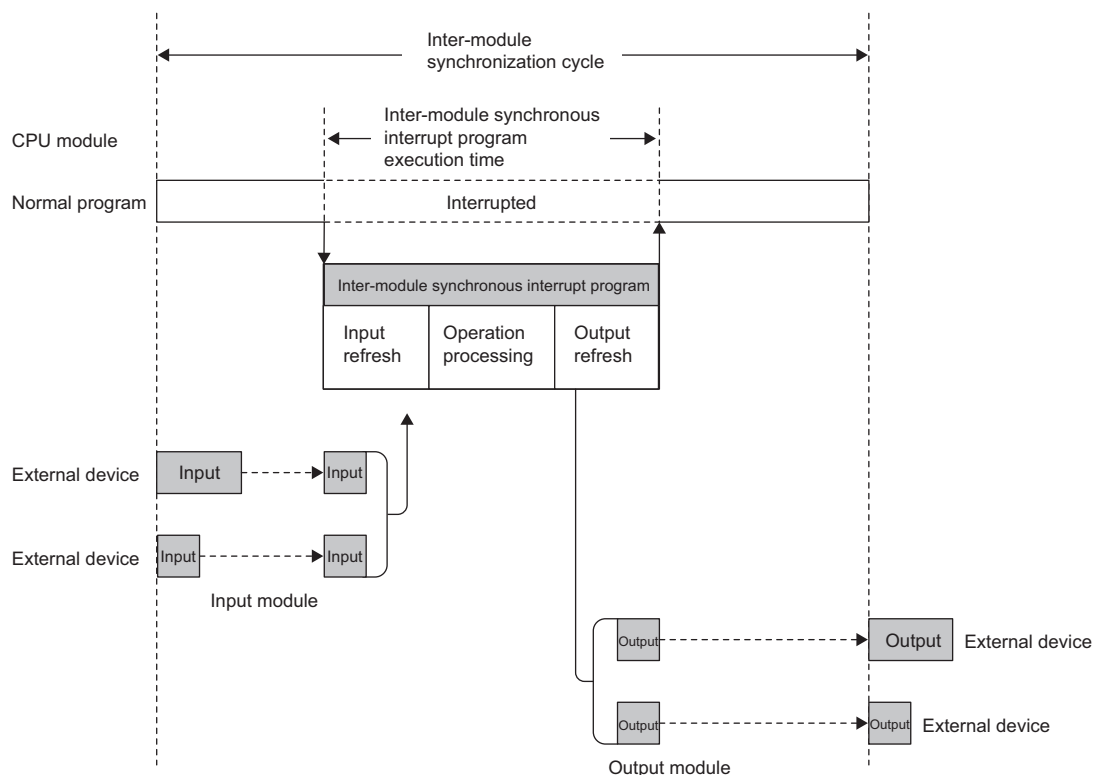 Inter-module
synchronization cycle
CPU module
Inter-module synchronous
interrupt program
execution time
Normal program
Interrupted
Inter-module synchronous interrupt program
Input
refresh
Operation
processing
Output
refresh
External device
Input
Input
External device
Input
Input
Input module
Output
Output
External device
Output
Output
External device
Output module